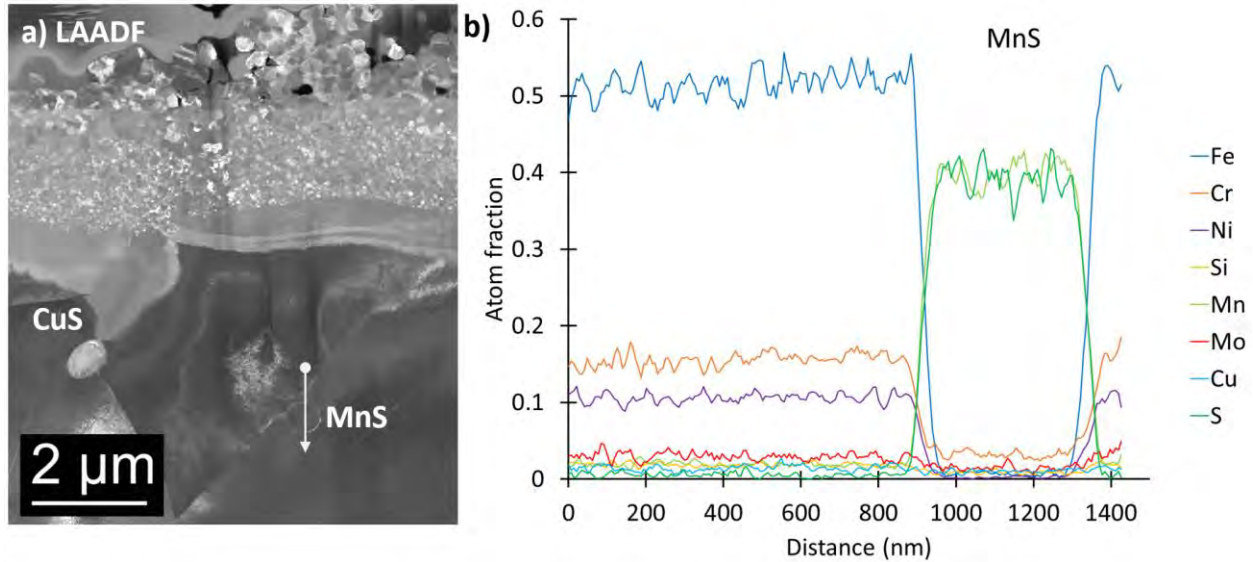 a) LAADF
CuS
MnS
2 µm
b)
MnS
Atom fraction
0.6
0.5
0.4
0.3
0.2
0.1
0
0 200 400 600 800 1000 1200 1400
Distance (nm)
Fe
Cr
Ni
Si
Mn
Mo
Cu
S